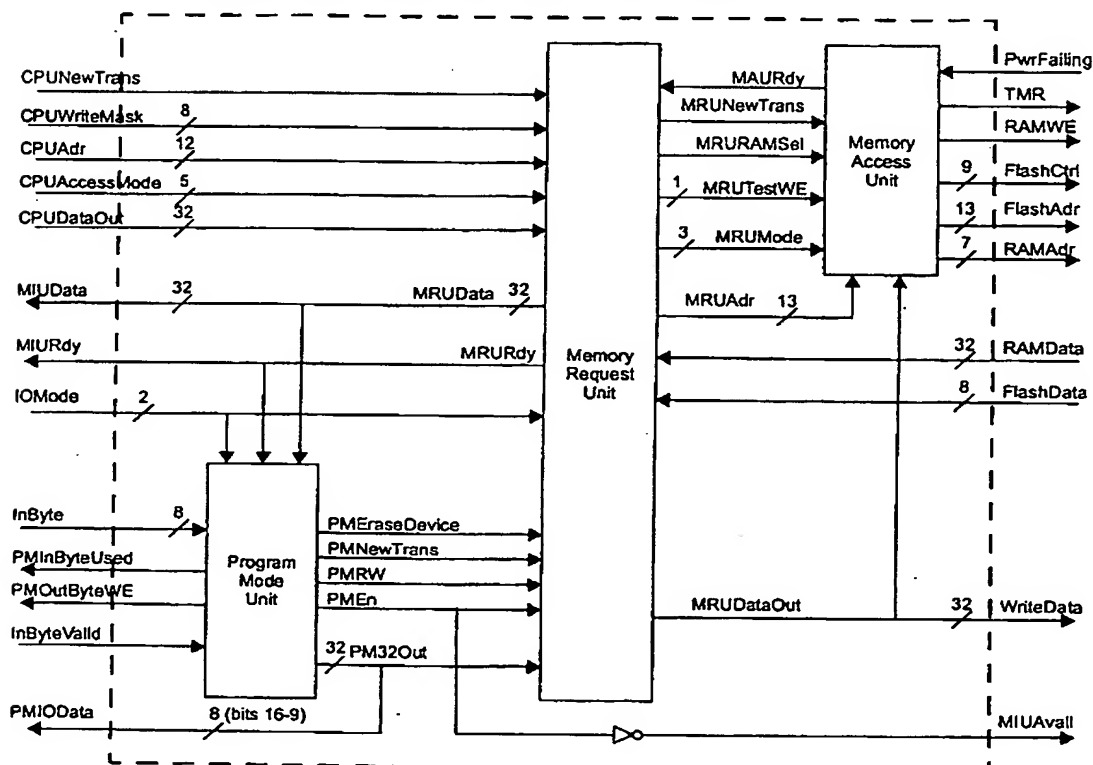 CPUNewTrans
CPUWriteMask
8
CPUAdr
12
CPUAccessMode
5
CPUDataOut
32
MIUData
32
MRUData
32
MIURdy
MRURdy
IOMode
2
InByte
8
PMInByteUsed
PMOutByteWE
InByteValid
PMIOData
8 (bits 16-9)
Program
Mode
Unit
PMEraseDevice
PMNewTrans
PMRW
PMEn
32
PM32Out
Memory
Request
Unit
MAURdy
MRUNewTrans
MRURAMSel
1
MRUTestWE
3
MRUMode
MRUAdr
13
Memory
Access
Unit
PwrFailing
TMR
RAMWE
9
FlashCtrl
13
FlashAdr
7
RAMAdr
32
RAMData
8
FlashData
MRUDataOut
32
WriteData
MIUAvail